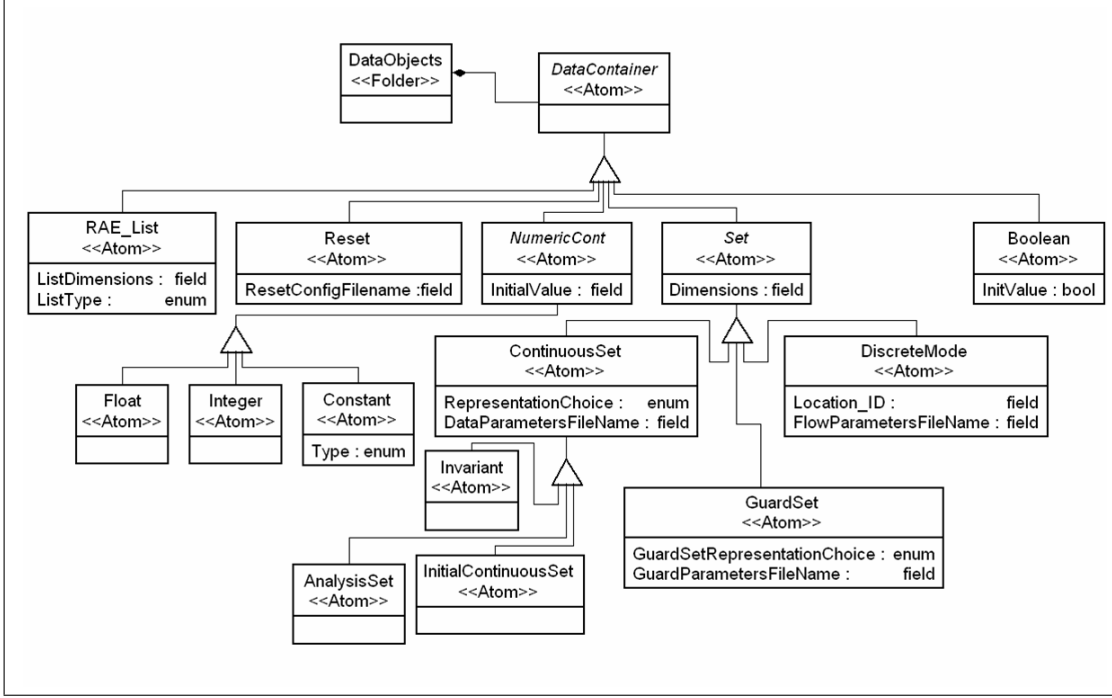 DataObjects
<<Folder>>
DataContainer
<<Atom>>
RAE_List
<<Atom>>
ListDimensions : field
ListType : enum
Reset
<<Atom>>
ResetConfigFilename :field
NumericCont
<<Atom>>
InitialValue : field
Set
<<Atom>>
Dimensions : field
Boolean
<<Atom>>
InitValue : bool
Float
<<Atom>>
Integer
<<Atom>>
Constant
<<Atom>>
Type : enum
ContinuousSet
<<Atom>>
RepresentationChoice : enum
DataParametersFileName : field
DiscreteMode
<<Atom>>
Location_ID : field
FlowParametersFileName : field
Invariant
<<Atom>>
GuardSet
<<Atom>>
GuardSetRepresentationChoice : enum
GuardParametersFileName : field
AnalysisSet
<<Atom>>
InitialContinuousSet
<<Atom>>